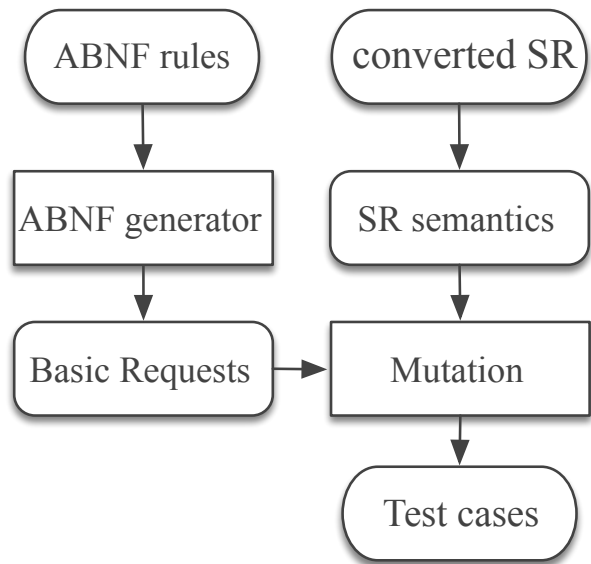 ABNF rules
converted SR
ABNF generator
SR semantics
Basic Requests
Mutation
Test cases